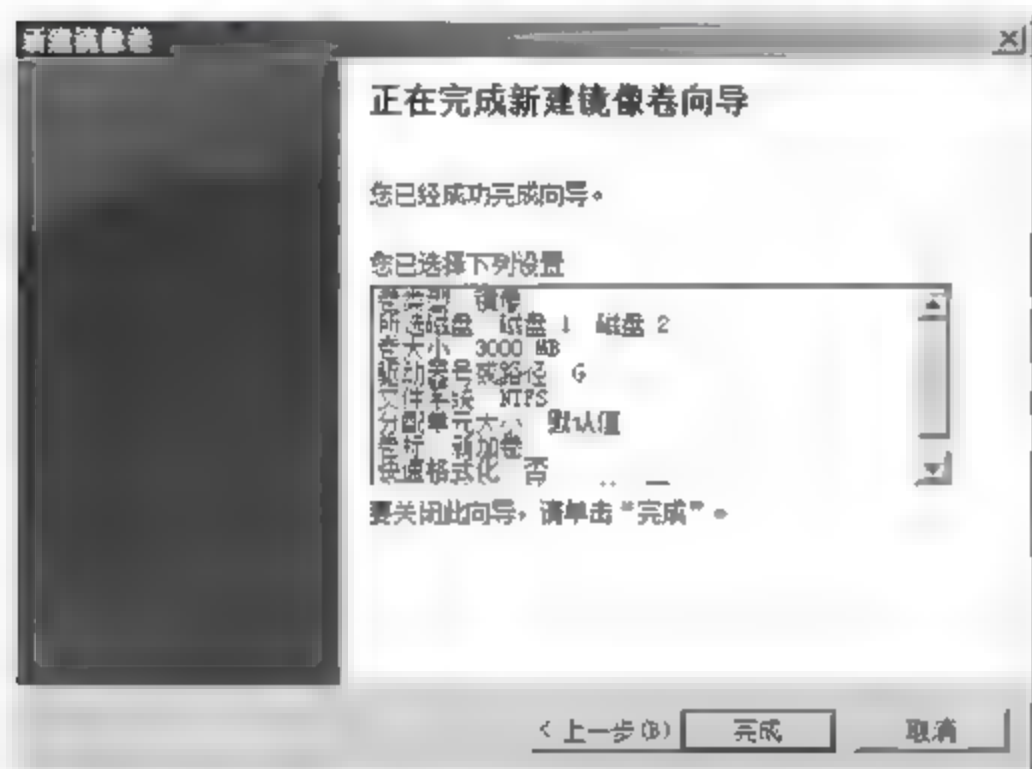 新建镜像卷
正在完成新建镜像卷向导
您已经成功完成向导。
您已选择下列设置
卷类型 镜像
所选磁盘 磁盘 1 磁盘 2
卷大小 3000 MB
驱动器号或路径 G
文件系统 NTFS
分配单元大小 默认值
卷标 新加卷
快速格式化 否
要关闭此向导，请单击“完成”。
< 上一步(B) 完成 取消